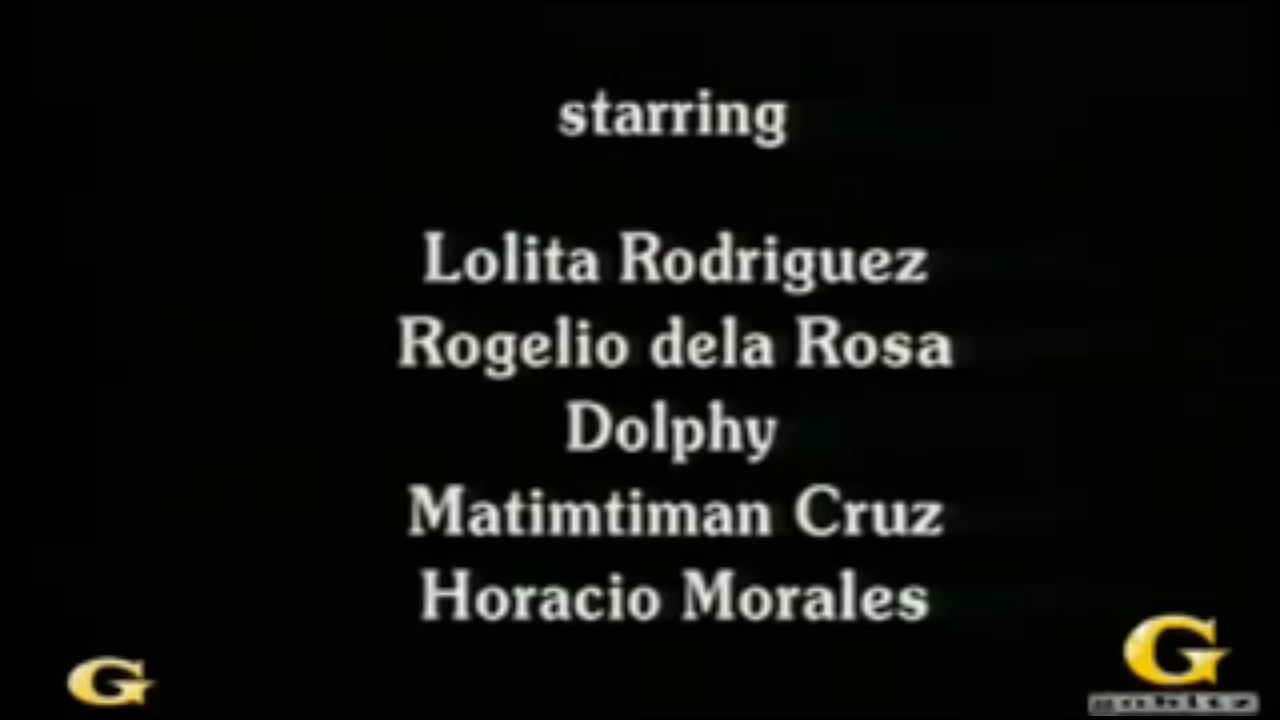 starring
Lolita Rodriguez
Rogelio dela Rosa
Dolphy
Matimtiman Cruz
Horacio Morales
G
G